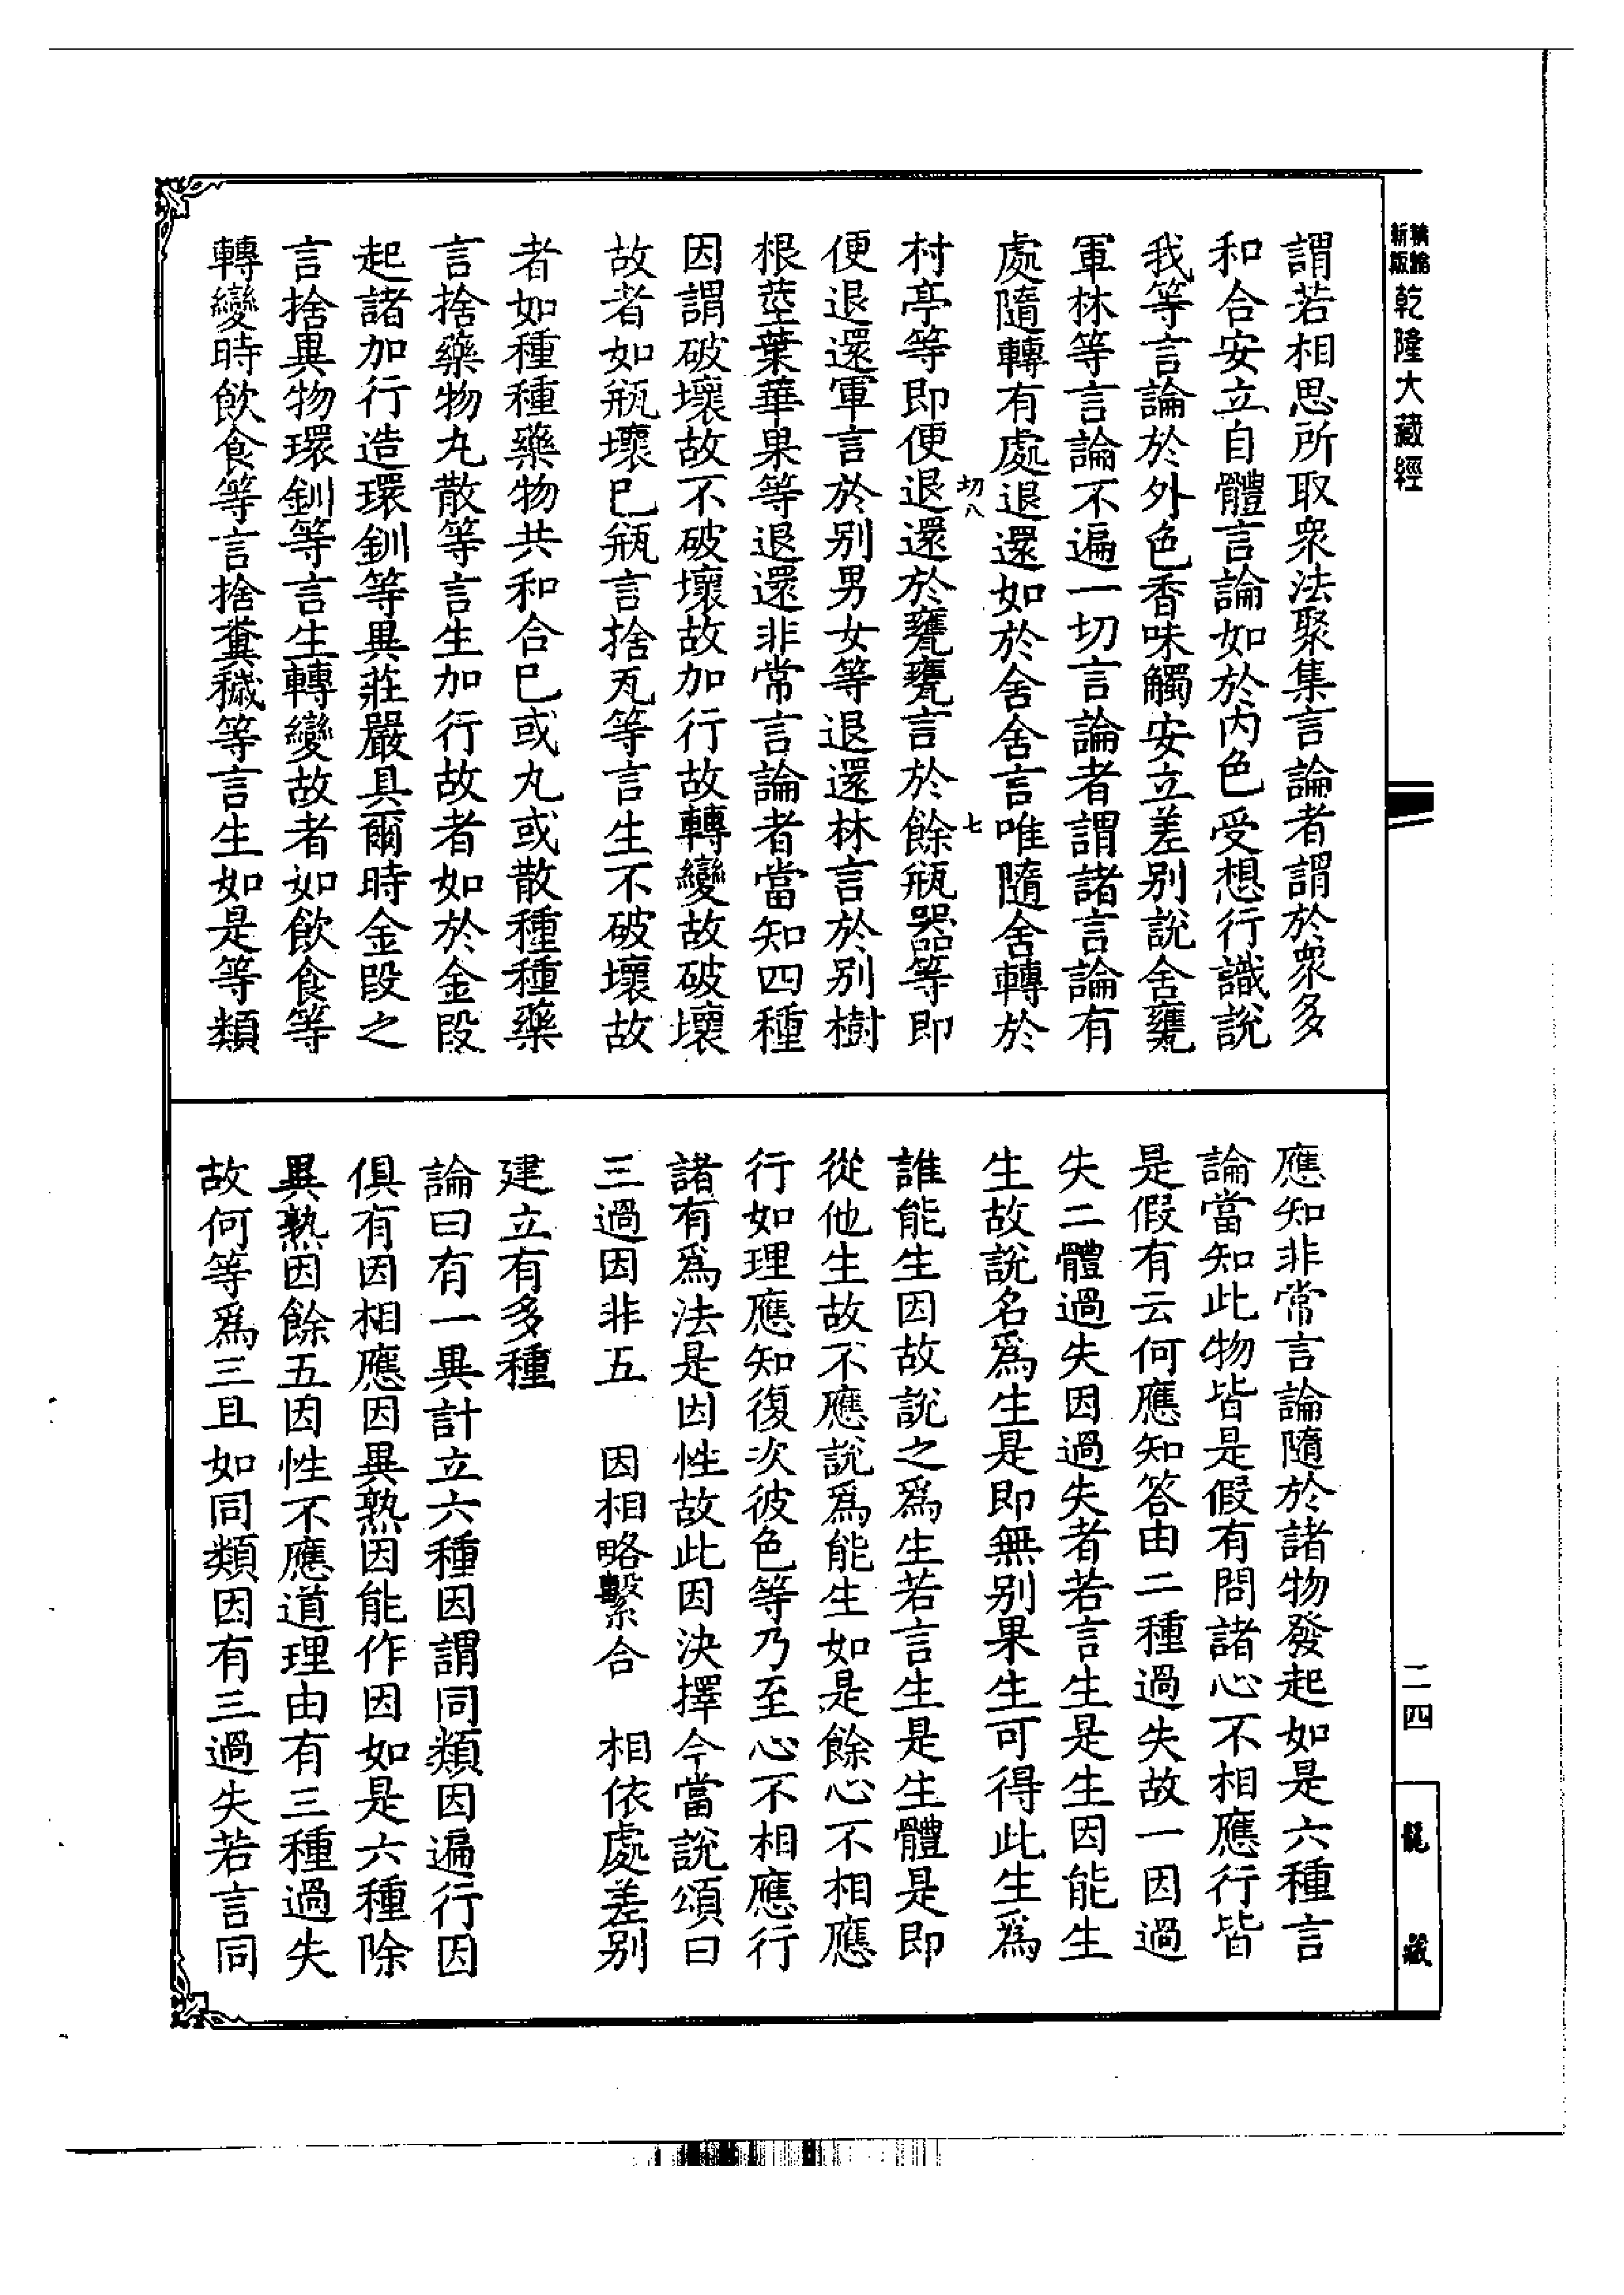 新版
精縮
乾隆大藏經
二四
龍藏
謂若相思所取衆法聚集言論者謂於衆多
和合安立自體言論如於內色受想行識說
我等言論於外色香味觸安立差别說舍甕
軍林等言論不遍一切言論者謂諸言論有
處隨轉有處退還如於舍舍言唯隨舍轉於
切八
七
村亭等即便退還於甕甕言於餘瓶器等即
便退還軍言於别男女等退還林言於别樹
根莖葉華果等退還非常言論者當知四種
因謂破壞故不破壞故加行故轉變故破壞
故者如瓶壞已瓶言捨瓦等言生不破壞故
者如種種藥物共和合已或丸或散種種藥
言捨藥物丸散等言生加行故者如於金段
起諸加行造環釧等異莊嚴具爾時金段之
言捨異物環釧等言生轉變故者如飲食等
轉變時飲食等言捨糞穢等言生如是等類
應知非常言論隨於諸物發起如是六種言
論當知此物皆是假有問諸心不相應行皆
是假有云何應知答由二種過失故一因過
失二體過失因過失者若言生是生因能生
生故說名爲生是即無别果生可得此生爲
誰能生因故說之爲生若言生是生體是即
從他生故不應說爲能生如是餘心不相應
行如理應知復次彼色等乃至心不相應行
諸有爲法是因性故此因決擇今當說頌曰
三過因非五　因相略繫合　相依處差别
建立有多種
論曰有一異計立六種因謂同類因遍行因
俱有因相應因異熟因能作因如是六種除
異熟因餘五因性不應道理由有三種過失
故何等爲三且如同類因有三過失若言同